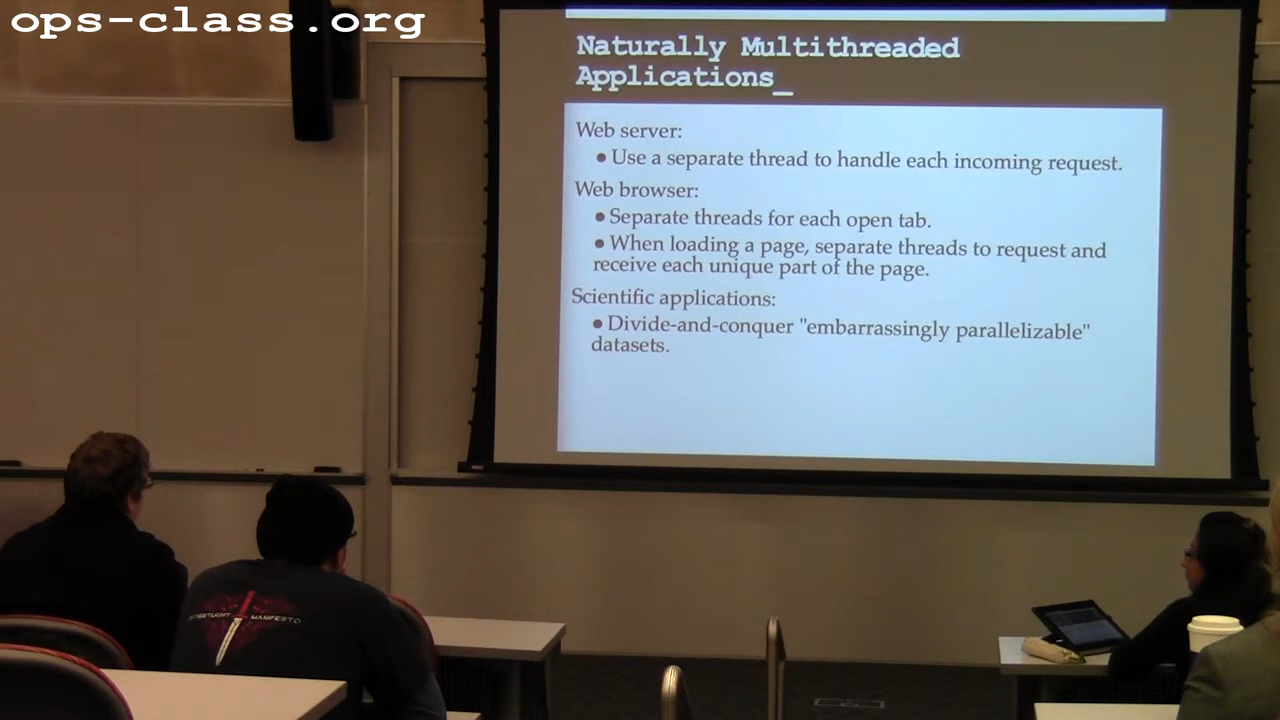 ops-class.org
Naturally Multithreaded
Applications_
Web server:
● Use a separate thread to handle each incoming request.
Web browser:
● Separate threads for each open tab.
● When loading a page, separate threads to request and
receive each unique part of the page.
Scientific applications:
● Divide-and-conquer "embarrassingly parallelizable"
datasets.
MANIFESTO